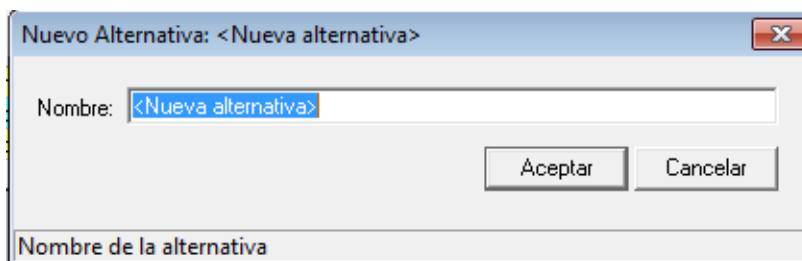 Nuevo Alternativa: <Nueva alternativa>
Nombre: <Nueva alternativa>
Aceptar Cancelar
Nombre de la alternativa